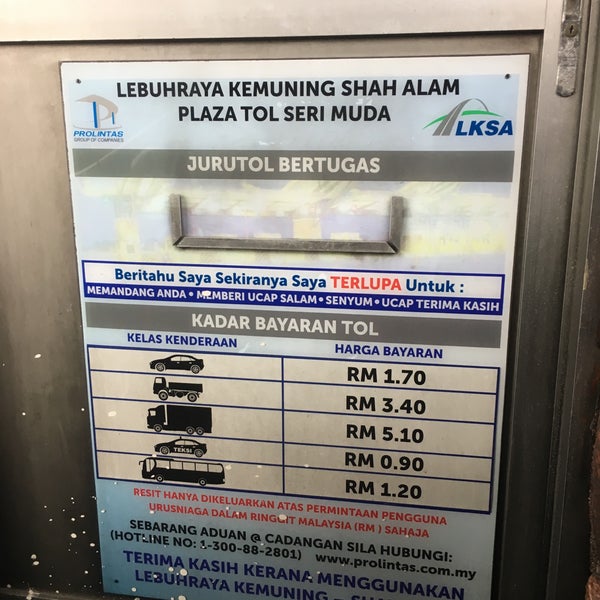 LEBUHRAYA KEMUNING SHAH ALAM
PLAZA TOL SERI MUDA
PROLINTAS
GROUP OF COMPANIES
LKSA
JURUTOL BERTUGAS
Beritahu Saya Sekiranya Saya TERLUPA Untuk :
MEMANDANG ANDA • MEMBERI UCAP SALAM • SENYUM • UCAP TERIMA KASIH
KADAR BAYARAN TOL
KELAS KENDERAAN HARGA BAYARAN
RM 1.70
RM 3.40
RM 5.10
TEKSI RM 0.90
RM 1.20
RESIT HANYA DIKELUARKAN ATAS PERMINTAAN PENGGUNA
URUSNIAGA DALAM RINGGIT MALAYSIA (RM ) SAHAJA
SEBARANG ADUAN @ CADANGAN SILA HUBUNGI:
(HOTLINE NO: 1-300-88-2801) www.prolintas.com.my
TERIMA KASIH KERANA MENGGUNAKAN
LEBUHRAYA KEMUNING –